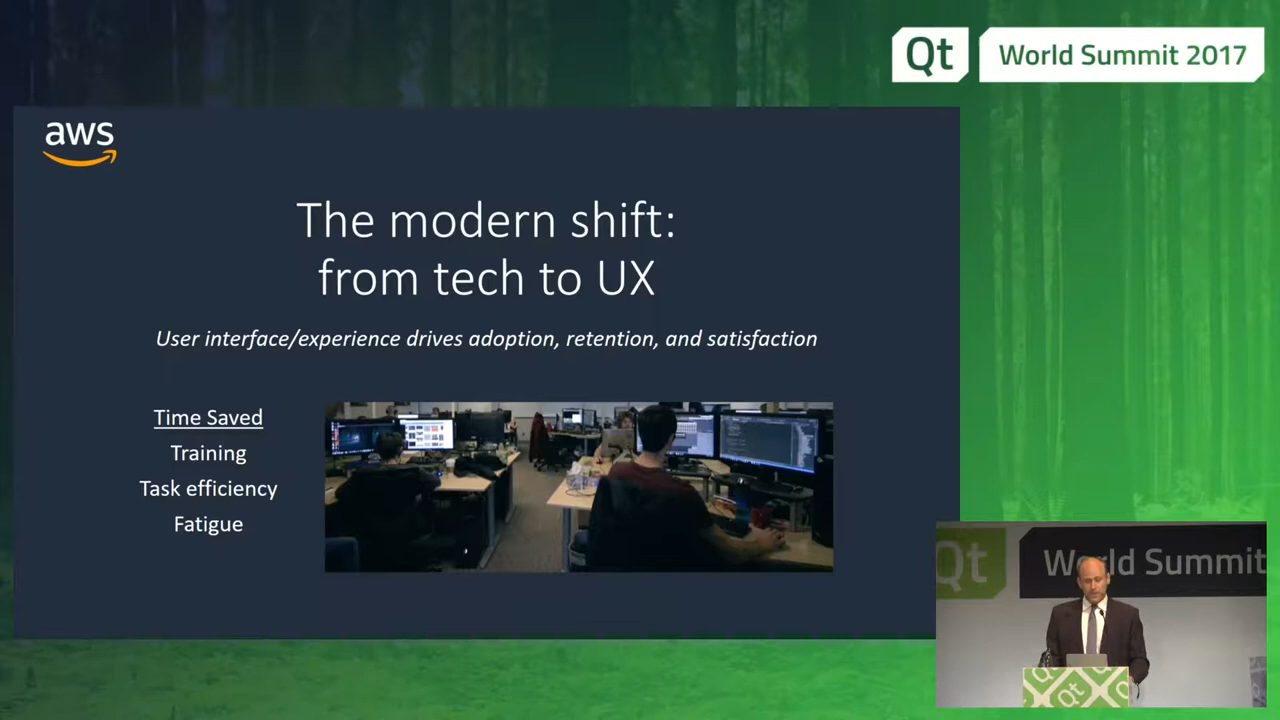 Qt World Summit 2017
aws
The modern shift:
from tech to UX
User interface/experience drives adoption, retention, and satisfaction
Time Saved
Training
Task efficiency
Fatigue
Qt World Summit
Qt